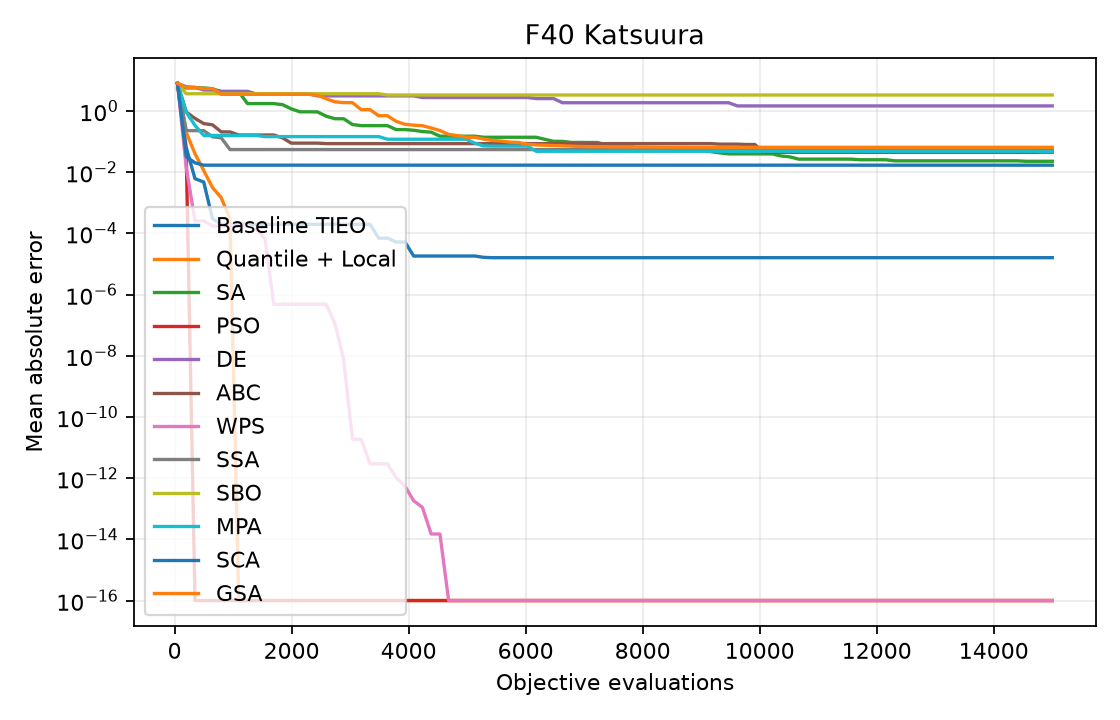 F40 Katsuura
Mean absolute error
10^0
10^−2
10^−4
10^−6
10^−8
10^−10
10^−12
10^−14
10^−16
Baseline TIEO
Quantile + Local
SA
PSO
DE
ABC
WPS
SSA
SBO
MPA
SCA
GSA
0 2000 4000 6000 8000 10000 12000 14000
Objective evaluations